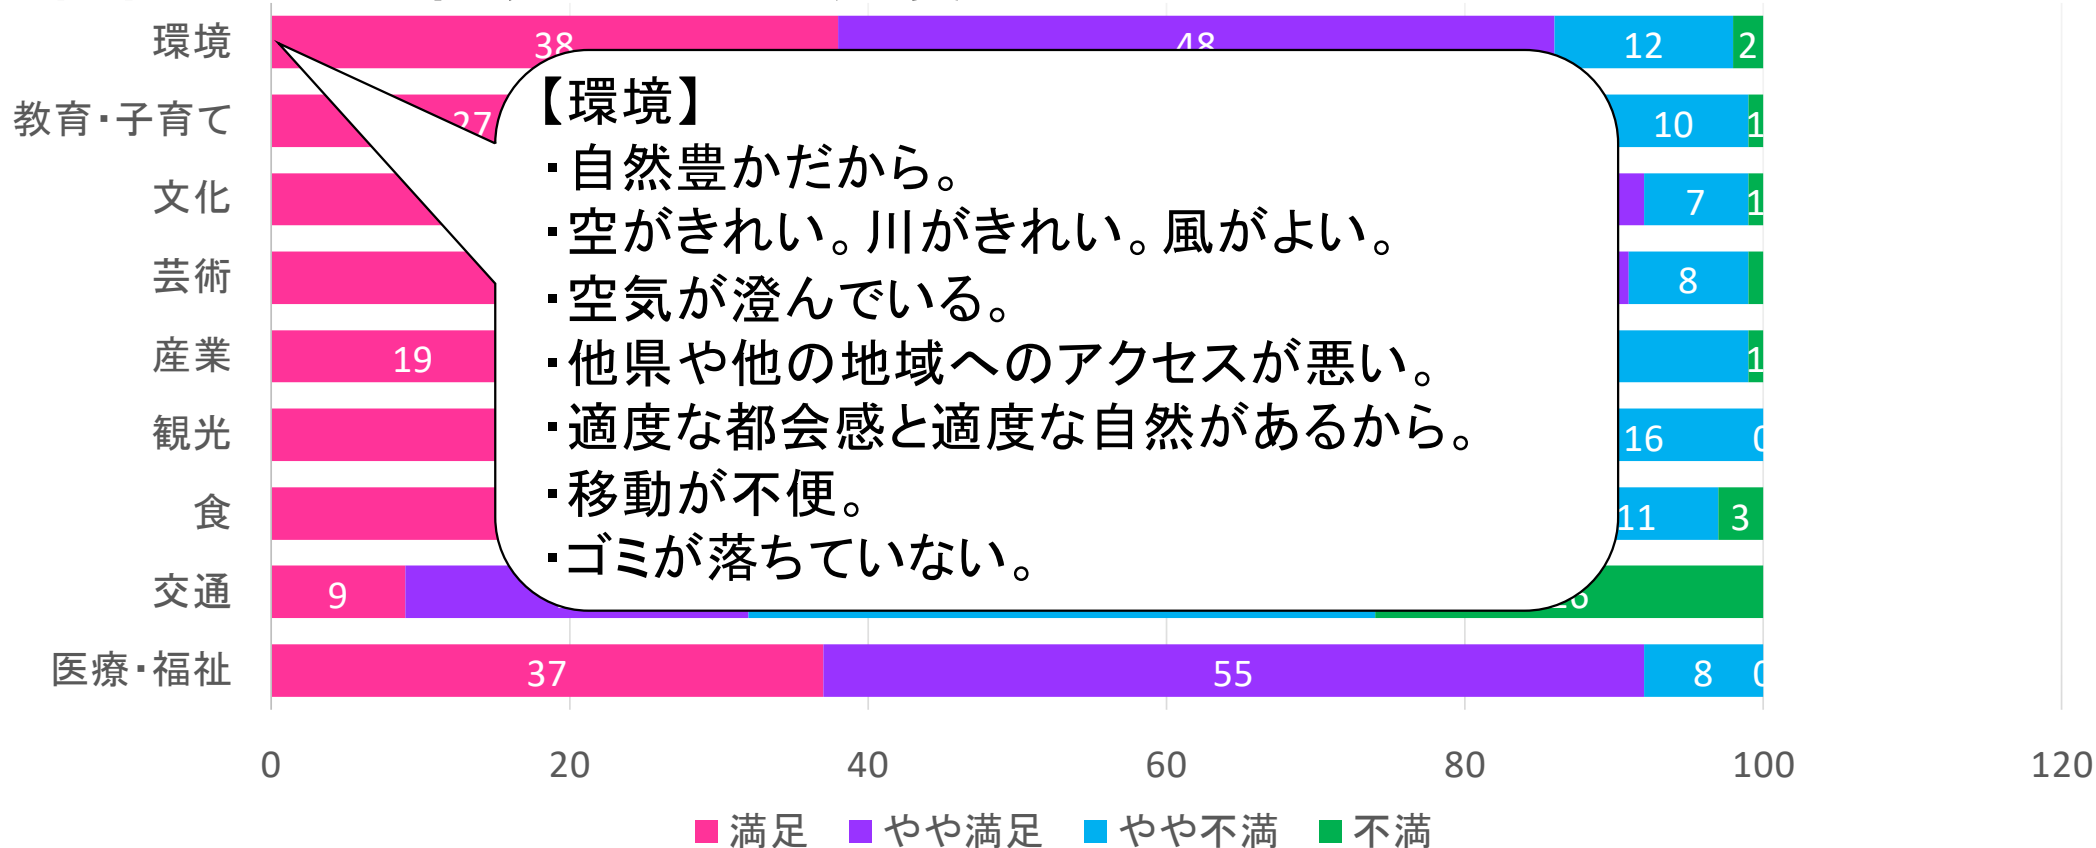 環境 38 48 12 2
教育・子育て 27 10 1
文化 7 1
芸術 8
産業 19 1
観光 16 0
食 11 3
交通 9
医療・福祉 37 55 8 0
【環境】
・自然豊かだから。
・空がきれい。川がきれい。風がよい。
・空気が澄んでいる。
・他県や他の地域へのアクセスが悪い。
・適度な都会感と適度な自然があるから。
・移動が不便。
・ゴミが落ちていない。
0 20 40 60 80 100 120
満足 やや満足 やや不満 不満